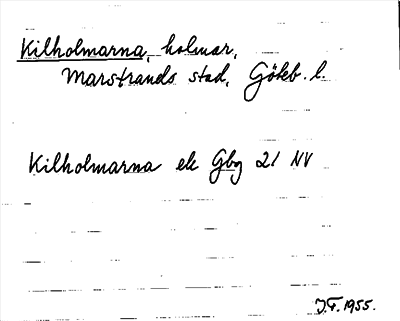 Kilholmarna, holmar,
Marstrands stad, Göteb. l.
Kilholmarna ek Gbg 21 NV
J.F. 1955.